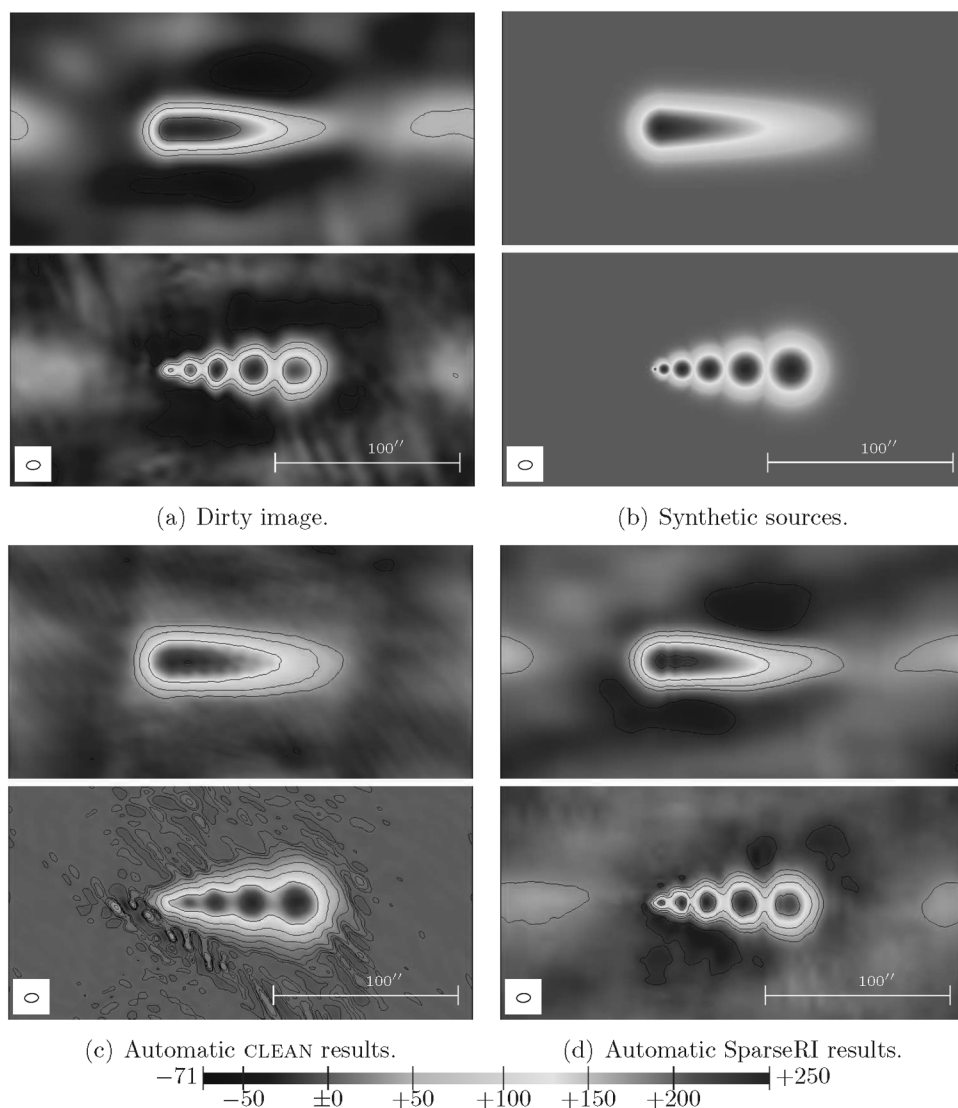 100″ 100″
(a) Dirty image. (b) Synthetic sources.
100″ 100″
(c) Automatic CLEAN results. (d) Automatic SparseRI results.
−71 +250
−50 ±0 +50 +100 +150 +200